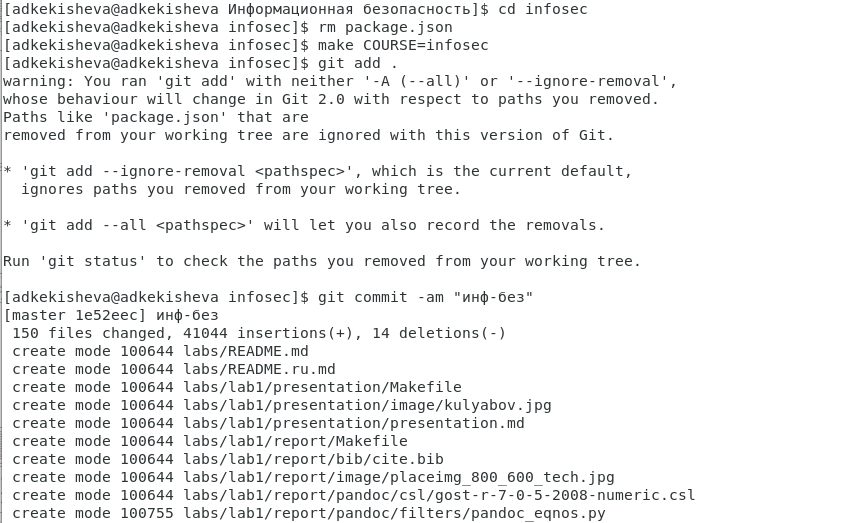 [adkekisheva@adkekisheva Информационная безопасность]$ cd infosec
[adkekisheva@adkekisheva infosec]$ rm package.json
[adkekisheva@adkekisheva infosec]$ make COURSE=infosec
[adkekisheva@adkekisheva infosec]$ git add .
warning: You ran 'git add' with neither '-A (--all)' or '--ignore-removal',
whose behaviour will change in Git 2.0 with respect to paths you removed.
Paths like 'package.json' that are
removed from your working tree are ignored with this version of Git.

* 'git add --ignore-removal <pathspec>', which is the current default,
  ignores paths you removed from your working tree.

* 'git add --all <pathspec>' will let you also record the removals.

Run 'git status' to check the paths you removed from your working tree.

[adkekisheva@adkekisheva infosec]$ git commit -am "инф-без"
[master 1e52eec] инф-без
 150 files changed, 41044 insertions(+), 14 deletions(-)
 create mode 100644 labs/README.md
 create mode 100644 labs/README.ru.md
 create mode 100644 labs/lab1/presentation/Makefile
 create mode 100644 labs/lab1/presentation/image/kulyabov.jpg
 create mode 100644 labs/lab1/presentation/presentation.md
 create mode 100644 labs/lab1/report/Makefile
 create mode 100644 labs/lab1/report/bib/cite.bib
 create mode 100644 labs/lab1/report/image/placeimg_800_600_tech.jpg
 create mode 100644 labs/lab1/report/pandoc/csl/gost-r-7-0-5-2008-numeric.csl
 create mode 100755 labs/lab1/report/pandoc/filters/pandoc_eqnos.py